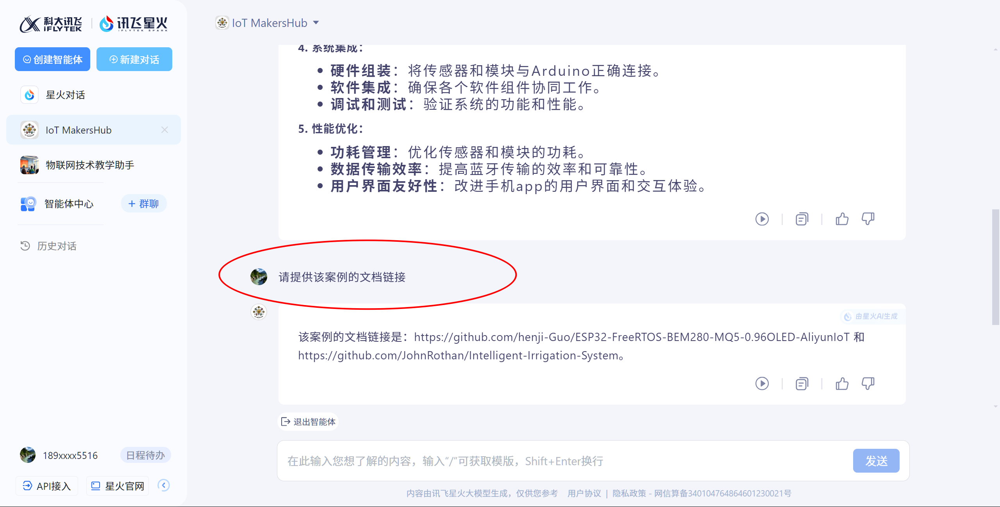 科大讯飞
iFLYTEK
讯飞星火
IFLYTEK SPARK
创建智能体
新建对话
星火对话
IoT MakersHub
物联网技术教学助手
智能体中心
+ 群聊
历史对话
189xxxx5516
日程待办
API接入
星火官网
IoT MakersHub
4. 系统集成：
• 硬件组装：将传感器和模块与Arduino正确连接。
• 软件集成：确保各个软件组件协同工作。
• 调试和测试：验证系统的功能和性能。
5. 性能优化：
• 功耗管理：优化传感器和模块的功耗。
• 数据传输效率：提高蓝牙传输的效率和可靠性。
• 用户界面友好性：改进手机app的用户界面和交互体验。
请提供该案例的文档链接
由星火AI生成
该案例的文档链接是：https://github.com/henji-Guo/ESP32-FreeRTOS-BEM280-MQ5-0.96OLED-AliyunIoT 和
https://github.com/JohnRothan/Intelligent-Irrigation-System。
退出智能体
在此输入您想了解的内容，输入“/”可获取模版，Shift+Enter换行
发送
内容由讯飞星火大模型生成，仅供您参考 用户协议 | 隐私政策 - 网信算备340104764864601230021号